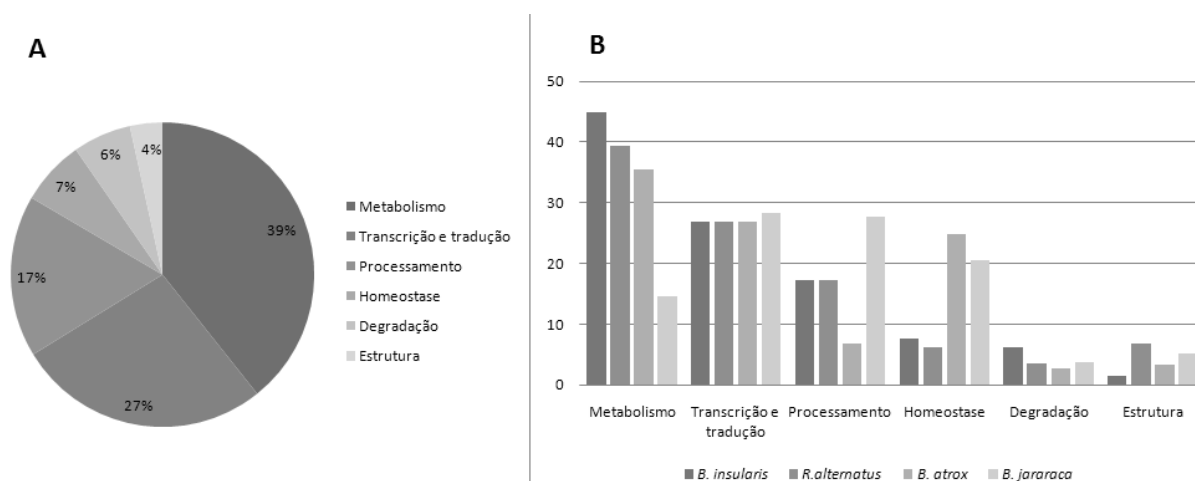 A
39%
27%
17%
7%
6%
4%
Metabolismo
Transcrição e tradução
Processamento
Homeostase
Degradação
Estrutura
B
50
40
30
20
10
0
Metabolismo Transcrição e Processamento Homeostase Degradação Estrutura
tradução
B. insularis R.alternatus B. atrox B. jararaca